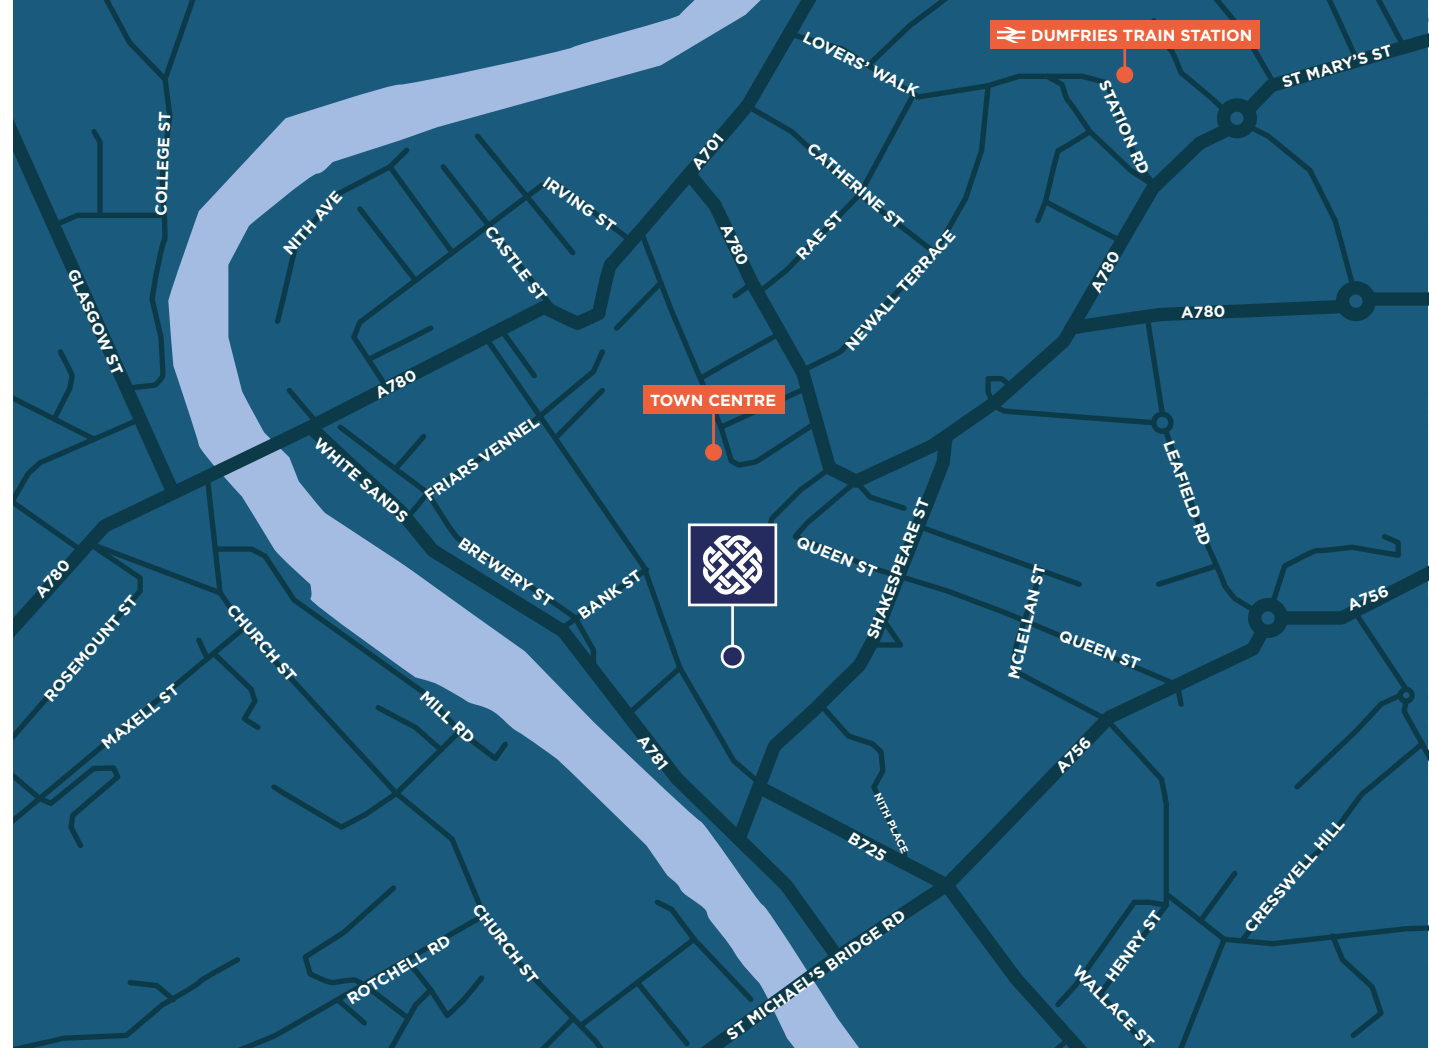 DUMFRIES TRAIN STATION
LOVERS' WALK
ST MARY'S ST
STATION RD
COLLEGE ST
A701
CATHERINE ST
IRVING ST
NITH AVE
RAE ST
CASTLE ST
A780
NEWALL TERRACE
A780
GLASGOW ST
A780
A780
TOWN CENTRE
FRIARS VENNEL
WHITE SANDS
LEAFIELD RD
SHAKESPEARE ST
QUEEN ST
BREWERY ST
BANK ST
A780
MCLELLAN ST
A756
ROSEMOUNT ST
CHURCH ST
QUEEN ST
MAXELL ST
MILL RD
A781
A756
NITH PLACE
B725
CRESSWELL HILL
CHURCH ST
ROTCHELL RD
ST MICHAEL'S BRIDGE RD
HENRY ST
WALLACE ST